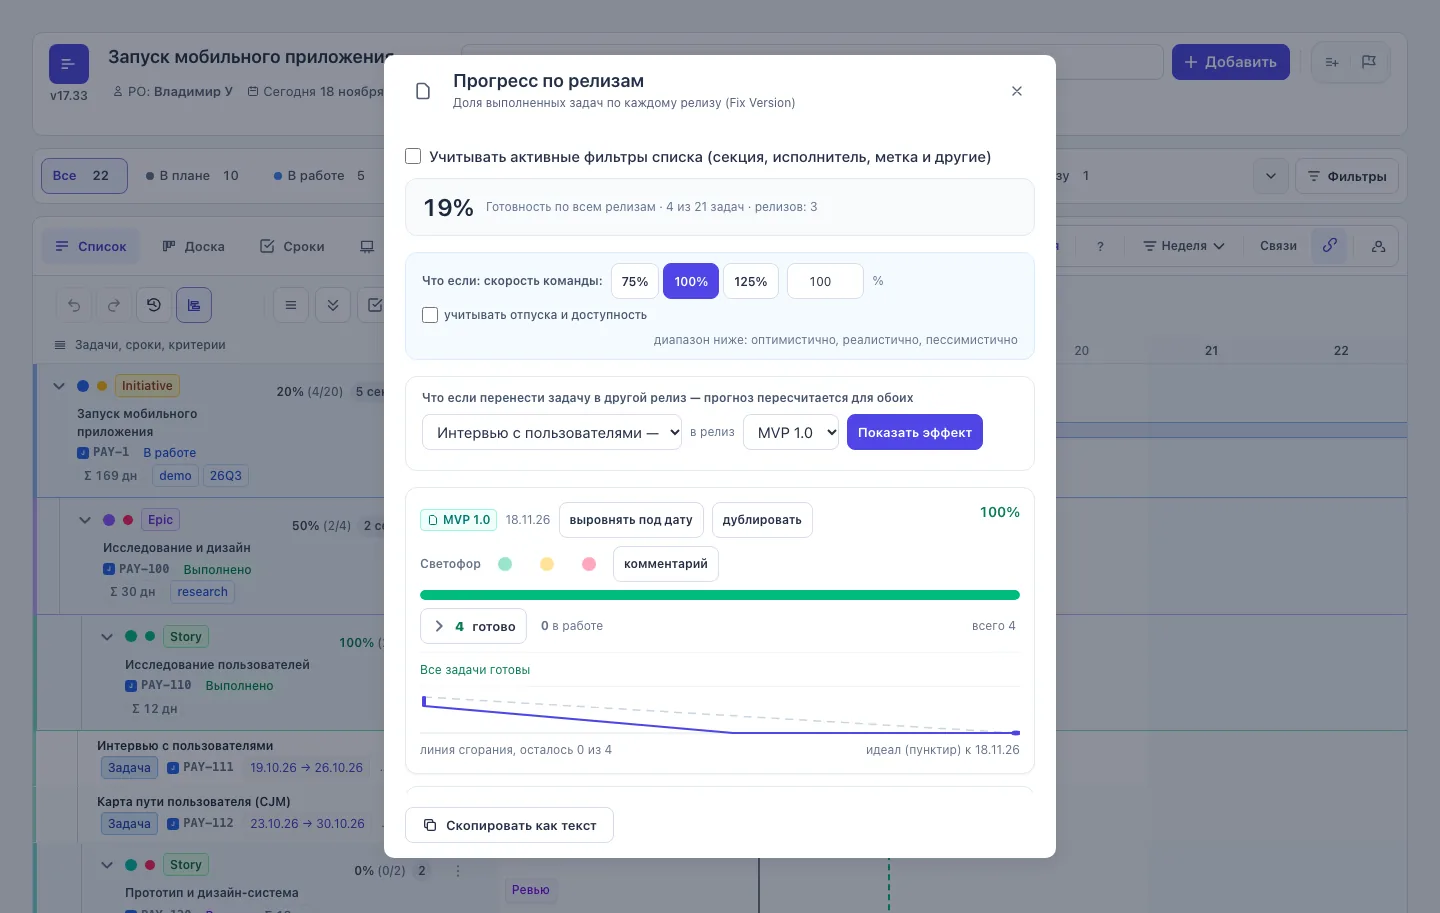 Запуск мобильного приложения
v17.33
РО: Владимир У
Сегодня 18 ноября
Добавить
Прогресс по релизам
Доля выполненных задач по каждому релизу (Fix Version)
Все 22
В плане 10
В работе 5
зу 1
Фильтры
Учитывать активные фильтры списка (секция, исполнитель, метка и другие)
19% Готовность по всем релизам · 4 из 21 задач · релизов: 3
Список
Доска
Сроки
?
Неделя
Связи
Что если: скорость команды: 75% 100% 125% 100 %
учитывать отпуска и доступность
диапазон ниже: оптимистично, реалистично, пессимистично
Задачи, сроки, критерии
20 21 22
Что если перенести задачу в другой релиз — прогноз пересчитается для обоих
Интервью с пользователями — в релиз MVP 1.0 Показать эффект
Initiative 20% (4/20)
Запуск мобильного
приложения
PAY-1 В работе
Σ 169 дн demo 26Q3
Epic 50% (2/4)
Исследование и дизайн
PAY-100 Выполнено
Σ 30 дн research
MVP 1.0 18.11.26 выровнять под дату дублировать 100%
Светофор комментарий
4 готово 0 в работе всего 4
Все задачи готовы
линия сгорания, осталось 0 из 4 идеал (пунктир) к 18.11.26
Story 100%
Исследование пользователей
PAY-110 Выполнено
Σ 12 дн
Интервью с пользователями
Задача PAY-111 19.10.26 → 26.10.26
Карта пути пользователя (CJM)
Задача PAY-112 23.10.26 → 30.10.26
Скопировать как текст
Story 0% (0/2) 2
Прототип и дизайн-система
Ревью